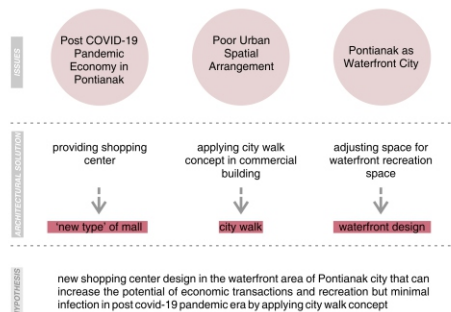 ISSUES
Post COVID-19
Pandemic
Economy in
Pontianak
Poor Urban
Spatial
Arrangement
Pontianak as
Waterfront City
ARCHITECTURAL SOLUTION
providing shopping
center
applying city walk
concept in commercial
building
adjusting space for
waterfront recreation
space
'new type' of mall
city walk
waterfront design
YPOTHESIS
new shopping center design in the waterfront area of Pontianak city that can
increase the potential of economic transactions and recreation but minimal
infection in post covid-19 pandemic era by applying city walk concept